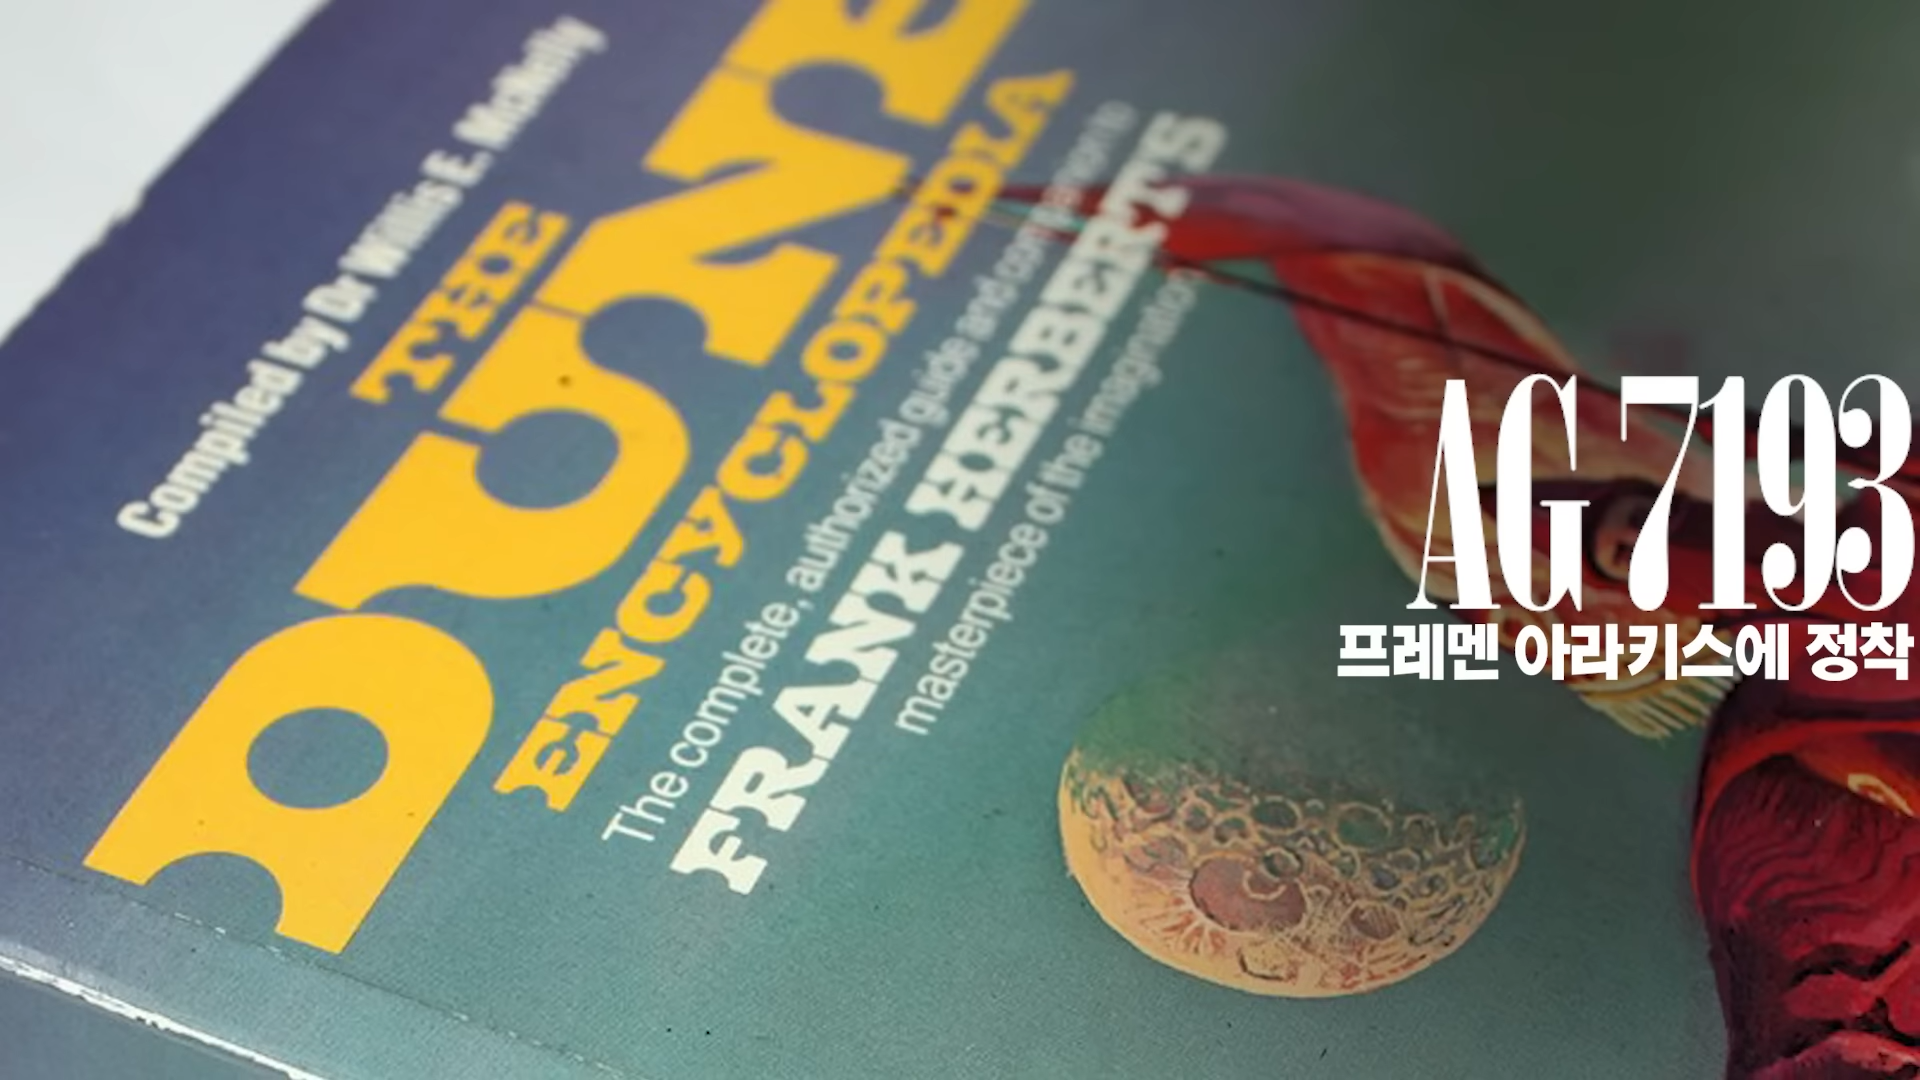 Compiled by Dr Willis E. McNelly
THE
DUNE
ENCYCLOPEDIA
The complete, authorized guide and companion to
FRANK HERBERT'S
masterpiece of the imagination
AG 7193
프레멘 아라키스에 정착